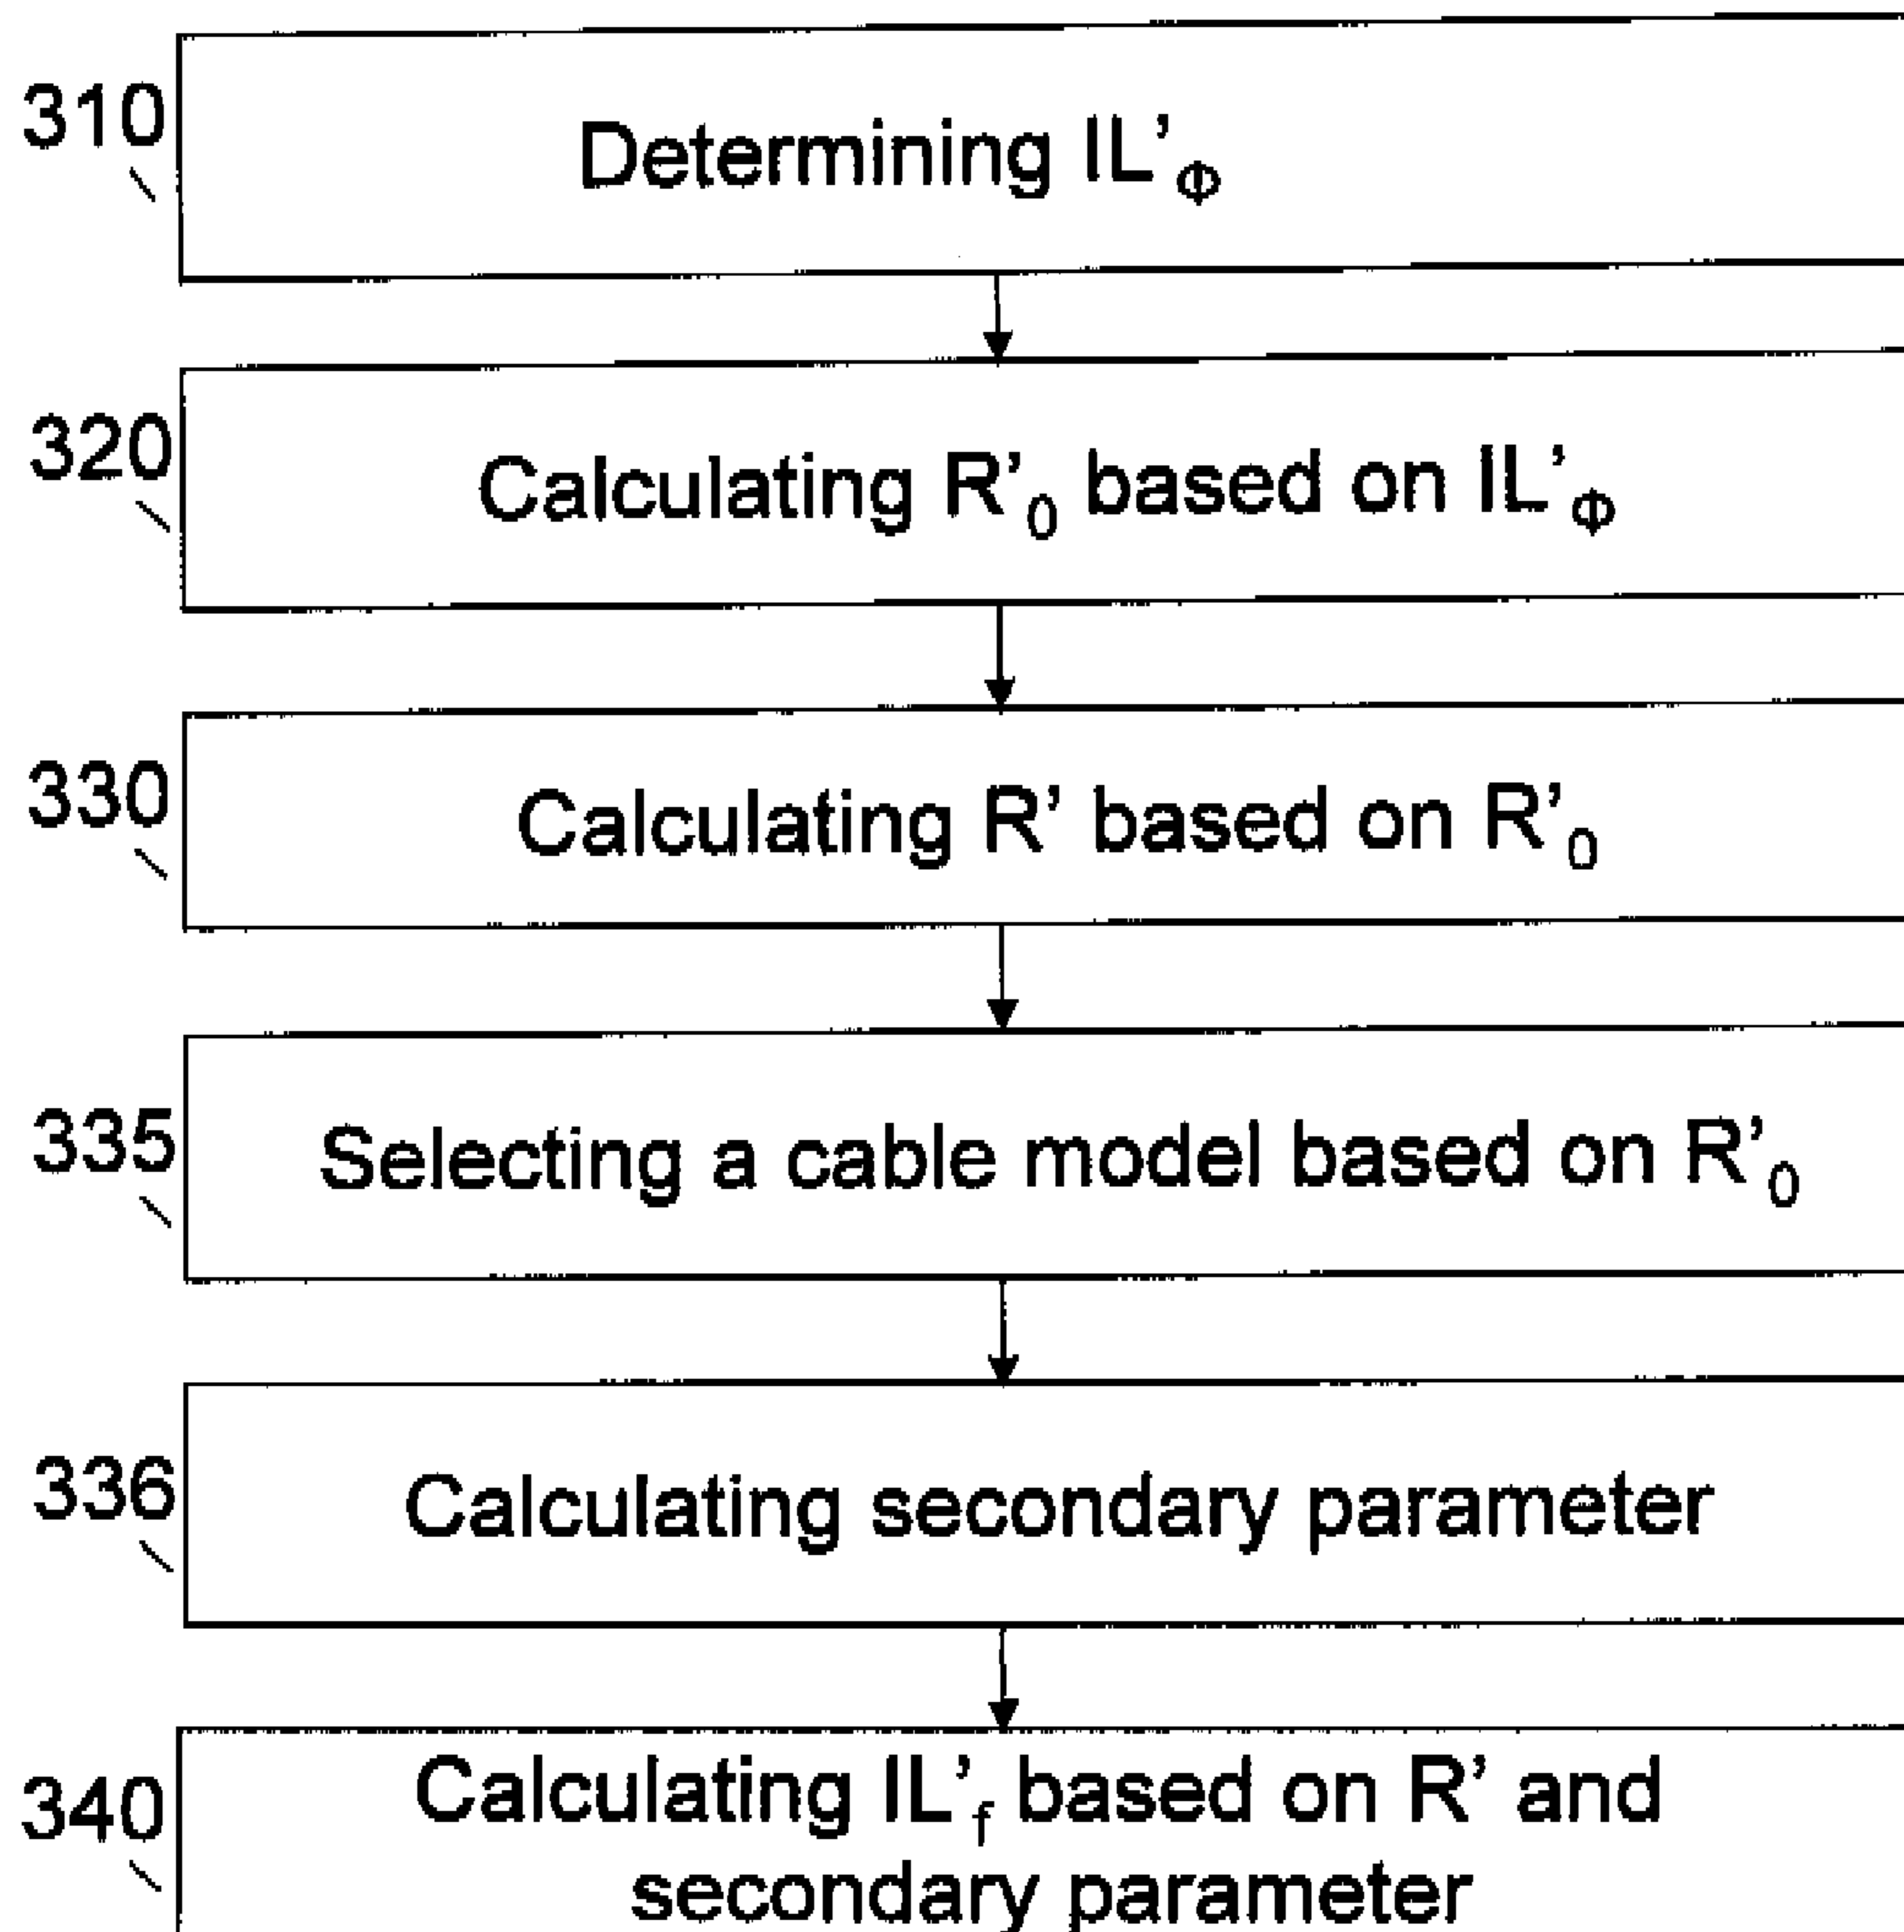 310
Determining IL'Φ
320
Calculating R'0 based on IL'Φ
330
Calculating R' based on R'0
335
Selecting a cable model based on R'0
336
Calculating secondary parameter
340
Calculating IL'f based on R' and
secondary parameter